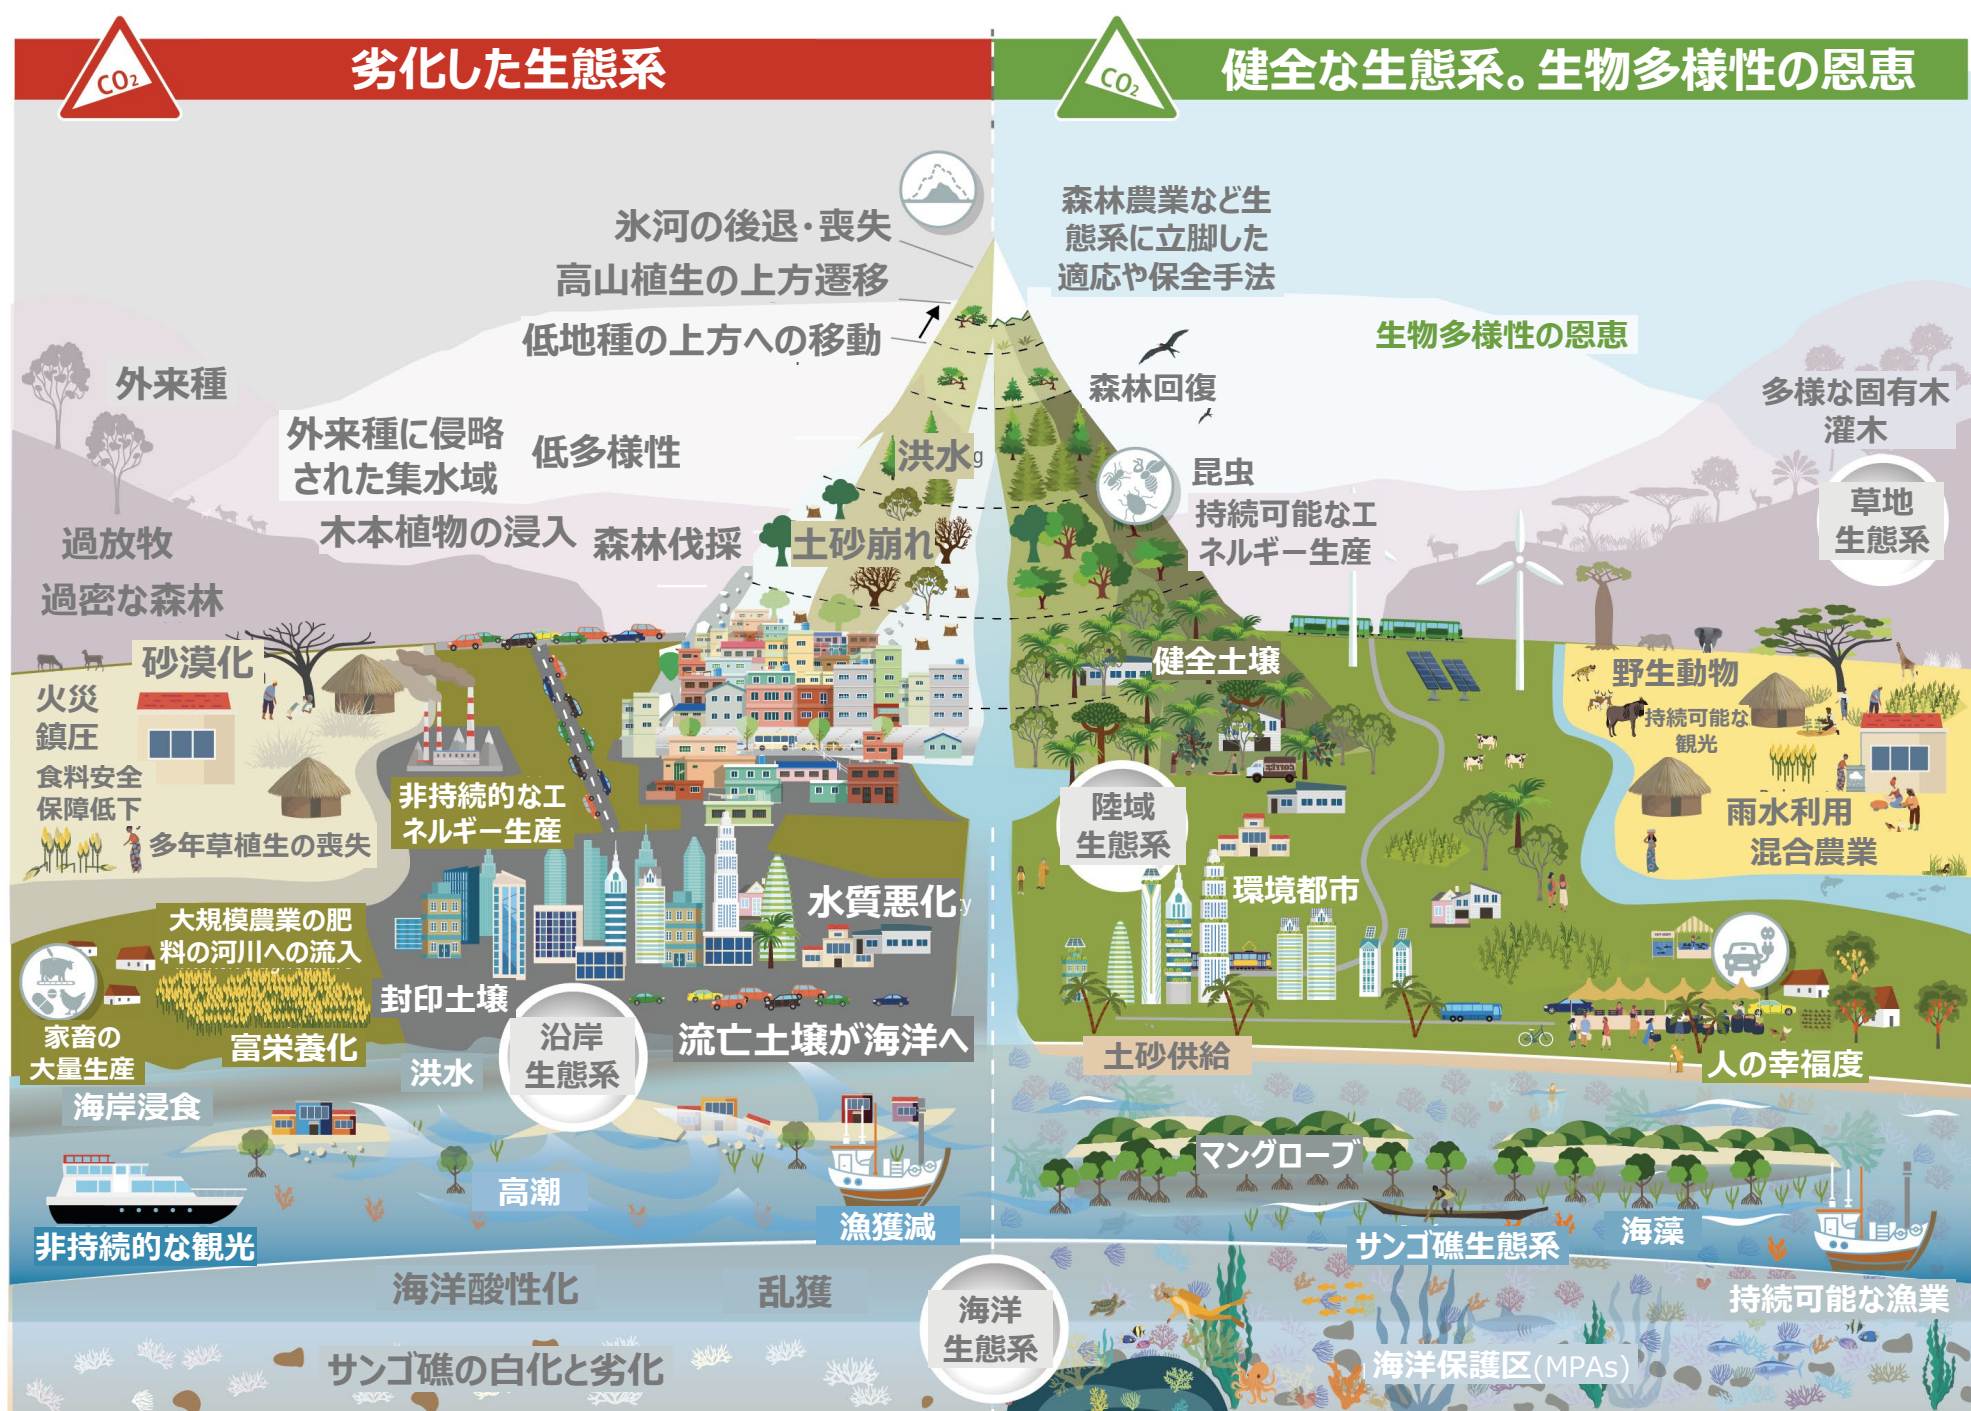 CO₂
劣化した生態系
氷河の後退・喪失
高山植生の上方遷移
低地種の上方への移動
外来種
外来種に侵略
された集水域
低多様性
洪水
過放牧
木本植物の浸入
森林伐採
土砂崩れ
過密な森林
砂漠化
火災
鎮圧
食料安全
保障低下
多年草植生の喪失
非持続的なエ
ネルギー生産
水質悪化
大規模農業の肥
料の河川への流入
封印土壌
家畜の
大量生産
富栄養化
沿岸
生態系
流亡土壌が海洋へ
洪水
海岸浸食
高潮
漁獲減
非持続的な観光
海洋酸性化
乱獲
海洋
生態系
サンゴ礁の白化と劣化
CO₂
健全な生態系。生物多様性の恩恵
森林農業など生
態系に立脚した
適応や保全手法
生物多様性の恩恵
森林回復
多様な固有木
灌木
昆虫
持続可能なエ
ネルギー生産
草地
生態系
健全土壌
野生動物
持続可能な
観光
陸域
生態系
雨水利用
混合農業
環境都市
土砂供給
人の幸福度
マングローブ
サンゴ礁生態系
海藻
持続可能な漁業
海洋保護区(MPAs)